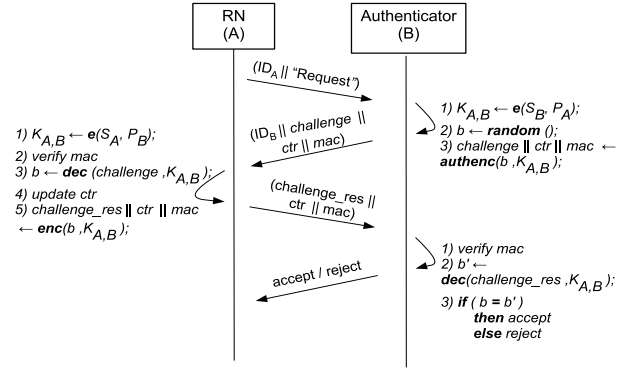 RN
(A)
Authenticator
(B)
(ID_A || "Request")
1) K_A,B ← e(S_B, P_A);
2) b ← random ();
3) challenge || ctr || mac ←
authenc(b ,K_A,B);
(ID_B || challenge ||
ctr || mac)
1) K_A,B ← e(S_A, P_B);
2) verify mac
3) b ← dec (challenge ,K_A,B);
4) update ctr
5) challenge_res || ctr || mac
← enc(b ,K_A,B);
(challenge_res ||
ctr || mac)
1) verify mac
2) b' ←
dec(challenge_res ,K_A,B);
3) if ( b = b')
then accept
else reject
accept / reject